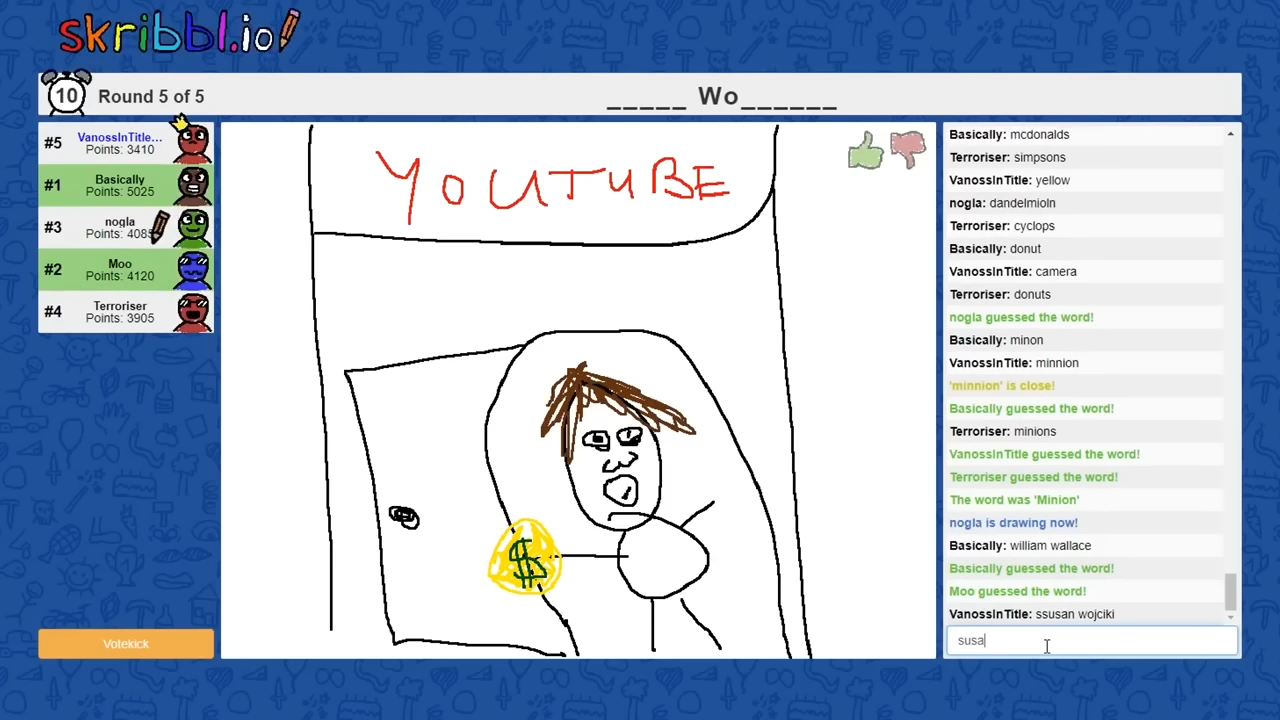 skribbl.io
10
Round 5 of 5
_____ Wo______
#5
VanossInTitle...
Points: 3410
#1
Basically
Points: 5025
#3
nogla
Points: 4085
#2
Moo
Points: 4120
#4
Terroriser
Points: 3905
Votekick
YOUTUBE
$
Basically: mcdonalds
Terroriser: simpsons
VanossInTitle: yellow
nogla: dandelmioln
Terroriser: cyclops
Basically: donut
VanossInTitle: camera
Terroriser: donuts
nogla guessed the word!
Basically: minon
VanossInTitle: minnion
'minnion' is close!
Basically guessed the word!
Terroriser: minions
VanossInTitle guessed the word!
Terroriser guessed the word!
The word was 'Minion'
nogla is drawing now!
Basically: william wallace
Basically guessed the word!
Moo guessed the word!
VanossInTitle: ssusan wojciki
susa